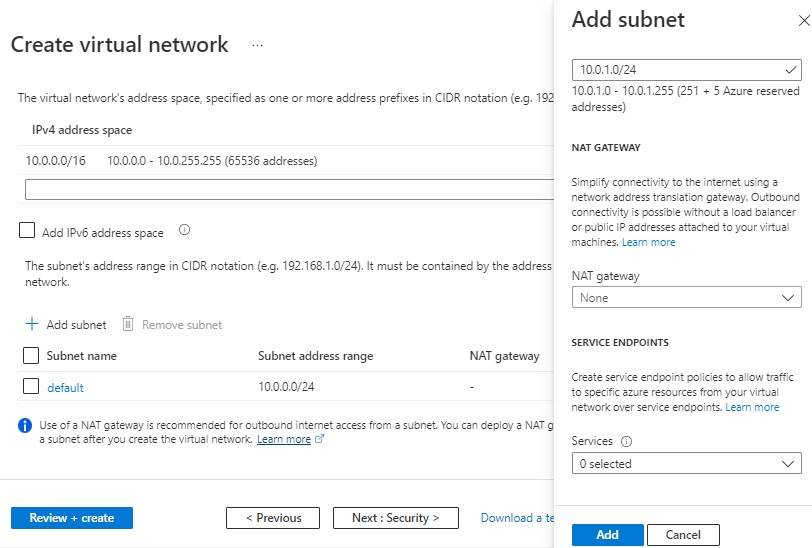 Create virtual network ...
The virtual network's address space, specified as one or more address prefixes in CIDR notation (e.g. 192
IPv4 address space
10.0.0.0/16 10.0.0.0 - 10.0.255.255 (65536 addresses)
Add IPv6 address space
The subnet's address range in CIDR notation (e.g. 192.168.1.0/24). It must be contained by the address
network.
Add subnet Remove subnet
Subnet name Subnet address range NAT gateway
default 10.0.0.0/24 -
Use of a NAT gateway is recommended for outbound internet access from a subnet. You can deploy a NAT g
a subnet after you create the virtual network. Learn more
Review + create < Previous Next : Security > Download a te
Add subnet
10.0.1.0/24
10.0.1.0 - 10.0.1.255 (251 + 5 Azure reserved
addresses)
NAT GATEWAY
Simplify connectivity to the internet using a
network address translation gateway. Outbound
connectivity is possible without a load balancer
or public IP addresses attached to your virtual
machines. Learn more
NAT gateway
None
SERVICE ENDPOINTS
Create service endpoint policies to allow traffic
to specific azure resources from your virtual
network over service endpoints. Learn more
Services
0 selected
Add Cancel